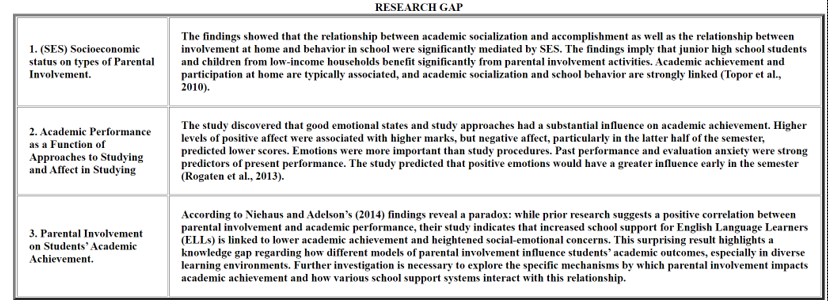 RESEARCH GAP
1. (SES) Socioeconomic
status on types of Parental
Involvement.
The findings showed that the relationship between academic socialization and accomplishment as well as the relationship between
involvement at home and behavior in school were significantly mediated by SES. The findings imply that junior high school students
and children from low-income households benefit significantly from parental involvement activities. Academic achievement and
participation at home are typically associated, and academic socialization and school behavior are strongly linked (Topor et al.,
2010).
2. Academic Performance
as a Function of
Approaches to Studying
and Affect in Studying
The study discovered that good emotional states and study approaches had a substantial influence on academic achievement. Higher
levels of positive affect were associated with higher marks, but negative affect, particularly in the latter half of the semester,
predicted lower scores. Emotions were more important than study procedures. Past performance and evaluation anxiety were strong
predictors of present performance. The study predicted that positive emotions would have a greater influence early in the semester
(Rogaten et al., 2013).
3. Parental Involvement
on Students’ Academic
Achievement.
According to Niehaus and Adelson’s (2014) findings reveal a paradox: while prior research suggests a positive correlation between
parental involvement and academic performance, their study indicates that increased school support for English Language Learners
(ELLs) is linked to lower academic achievement and heightened social-emotional concerns. This surprising result highlights a
knowledge gap regarding how different models of parental involvement influence students’ academic outcomes, especially in diverse
learning environments. Further investigation is necessary to explore the specific mechanisms by which parental involvement impacts
academic achievement and how various school support systems interact with this relationship.